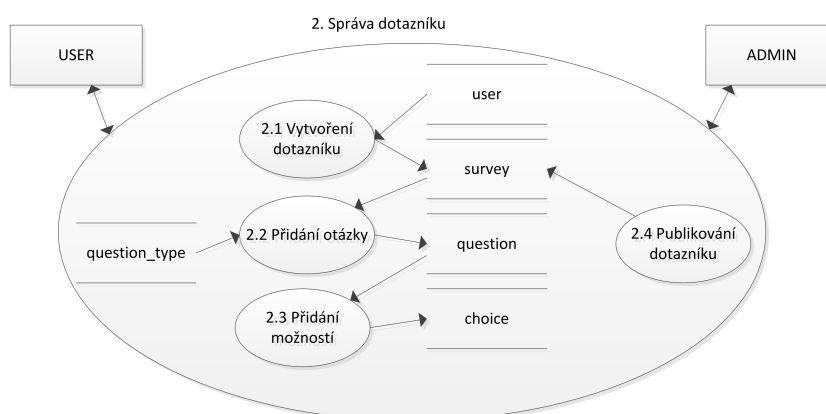 2. Správa dotazníku
USER
ADMIN
user
2.1 Vytvoření
dotazníku
survey
2.2 Přidání otázky
question_type
question
2.4 Publikování
dotazníku
2.3 Přidání
možností
choice